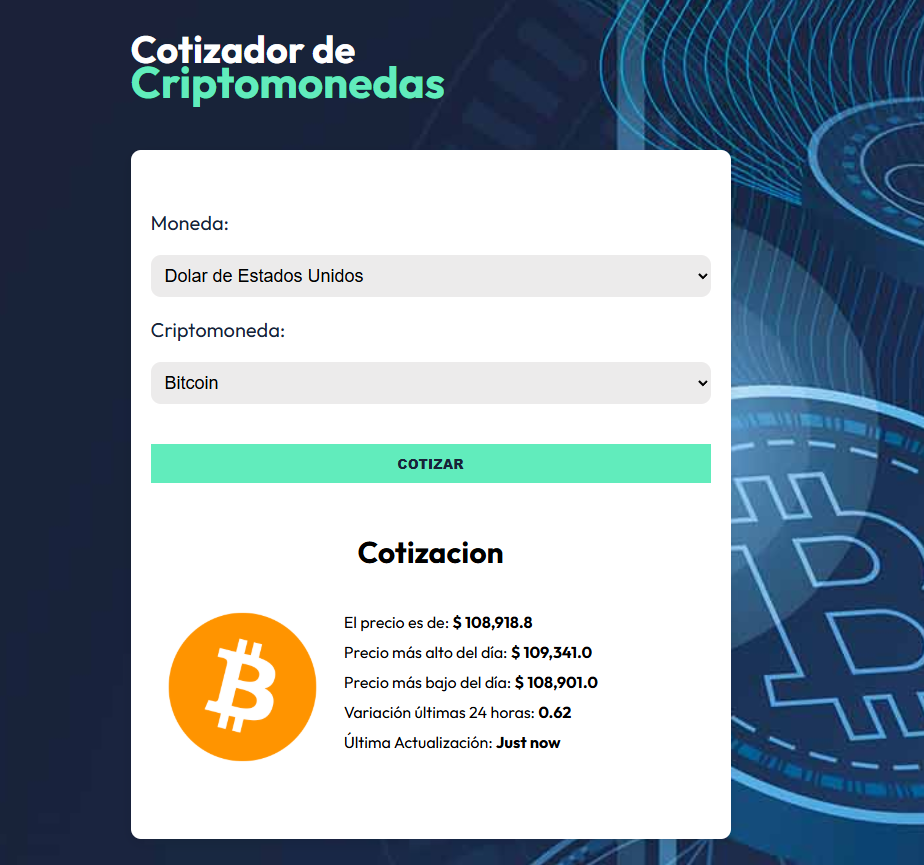 Cotizador de
Criptomonedas
Moneda:
Dolar de Estados Unidos
Criptomoneda:
Bitcoin
COTIZAR
Cotizacion
El precio es de: $ 108,918.8
Precio más alto del día: $ 109,341.0
Precio más bajo del día: $ 108,901.0
Variación últimas 24 horas: 0.62
Última Actualización: Just now